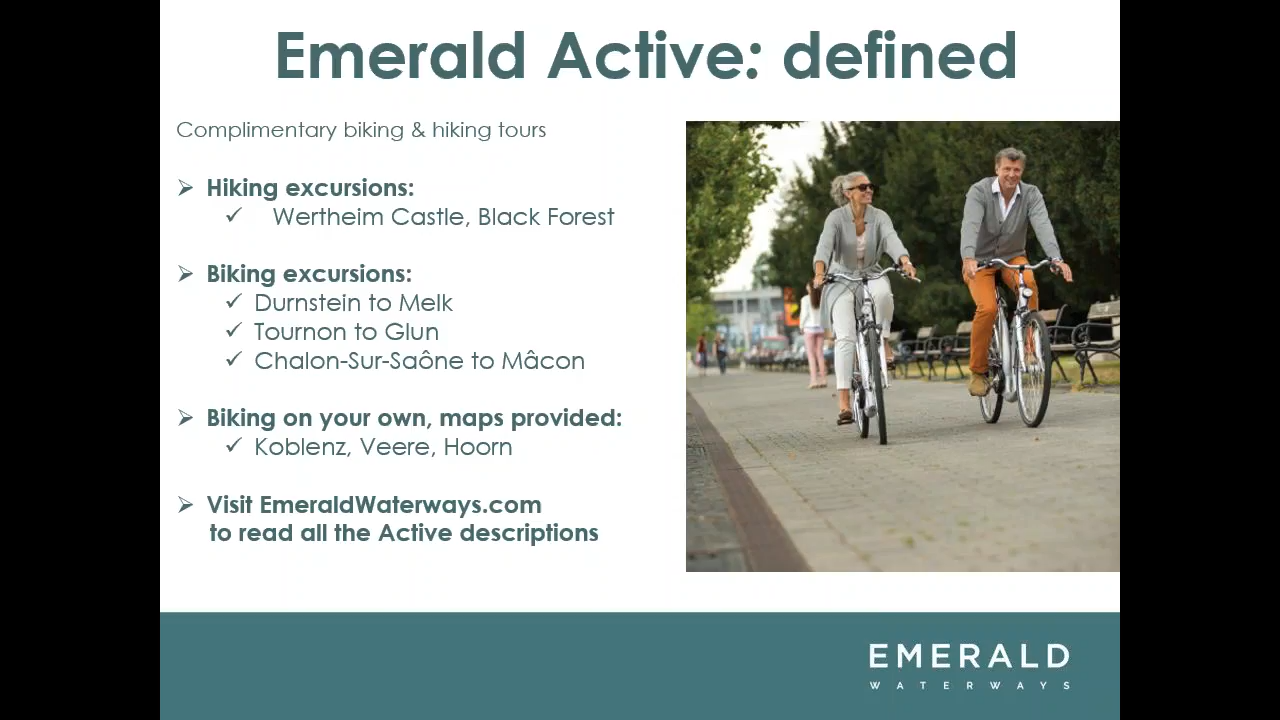 Emerald Active: defined
Complimentary biking & hiking tours
➢ Hiking excursions:
✓ Wertheim Castle, Black Forest
➢ Biking excursions:
✓ Durnstein to Melk
✓ Tournon to Glun
✓ Chalon-Sur-Saône to Mâcon
➢ Biking on your own, maps provided:
✓ Koblenz, Veere, Hoorn
➢ Visit EmeraldWaterways.com
to read all the Active descriptions
EMERALD
WATERWAYS